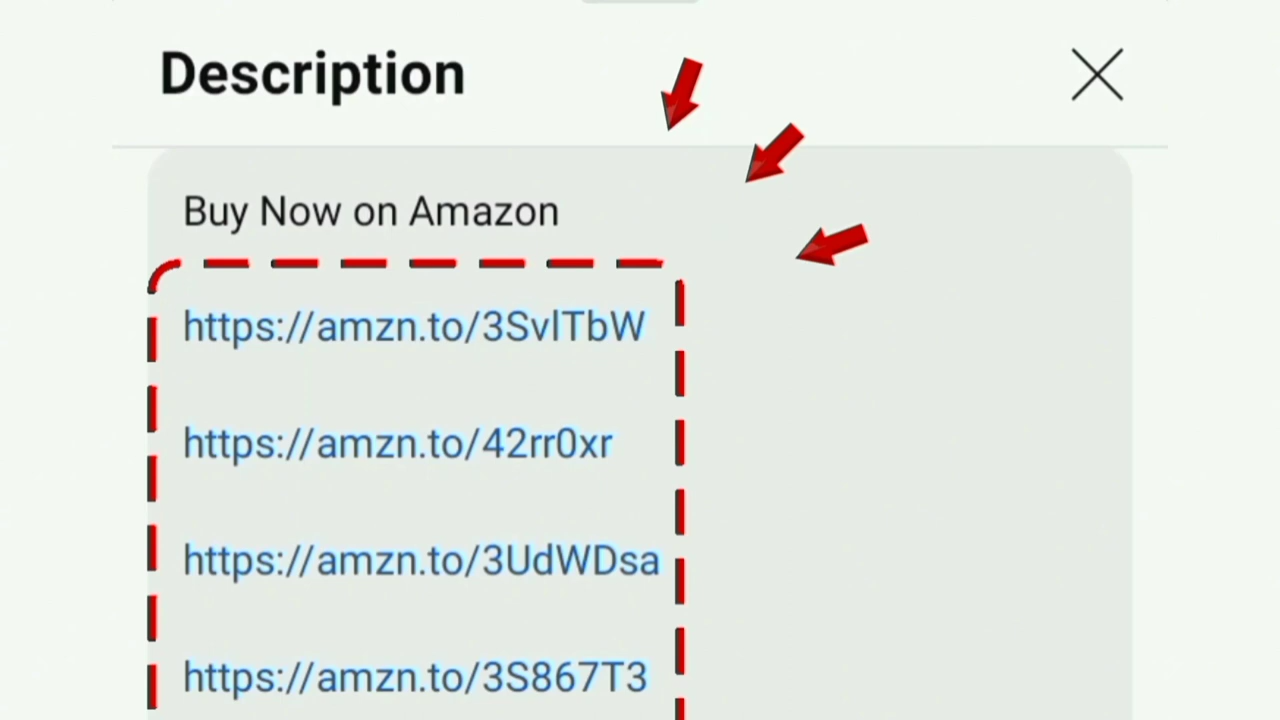 Description
Buy Now on Amazon
https://amzn.to/3SvlTbW
https://amzn.to/42rr0xr
https://amzn.to/3UdWDsa
https://amzn.to/3S867T3